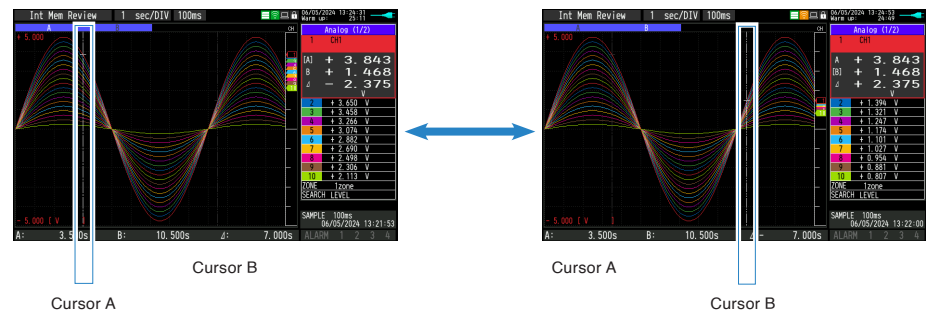 Int Mem Review 1 sec/DIV 100ms 06/05/2024 13:24:31
Warm up: 25:11
A
CH
Analog (1/2)
+ 5.000
1 CH1
[A] + 3. 843
B + 1. 468
⊿ - 2. 375
V
2 + 3.650 V
3 + 3.458 V
4 + 3.266 V
5 + 3.074 V
6 + 2.882 V
7 + 2.690 V
8 + 2.498 V
9 + 2.306 V
10 + 2.113 V
ZONE 1zone
SEARCH LEVEL
- 5.000 [ V ]
SAMPLE 100ms
06/05/2024 13:21:53
A: 3.500s B: 10.500s ⊿: 7.000s ALARM 1 2 3 4
Cursor B
Cursor A
Int Mem Review 1 sec/DIV 100ms 06/05/2024 13:24:53
Warm up: 24:49
A B
CH
Analog (1/2)
+ 5.000
1 CH1
A + 3. 843
[B] + 1. 468
⊿ + 2. 375
V
2 + 1.394 V
3 + 1.321 V
4 + 1.247 V
5 + 1.174 V
6 + 1.101 V
7 + 1.027 V
8 + 0.954 V
9 + 0.881 V
10 + 0.807 V
ZONE 1zone
SEARCH LEVEL
- 5.000 [ V ]
SAMPLE 100ms
06/05/2024 13:22:00
A: 3.500s B: 10.500s ⊿ - 7.000s ALARM 1 2 3 4
Cursor A
Cursor B